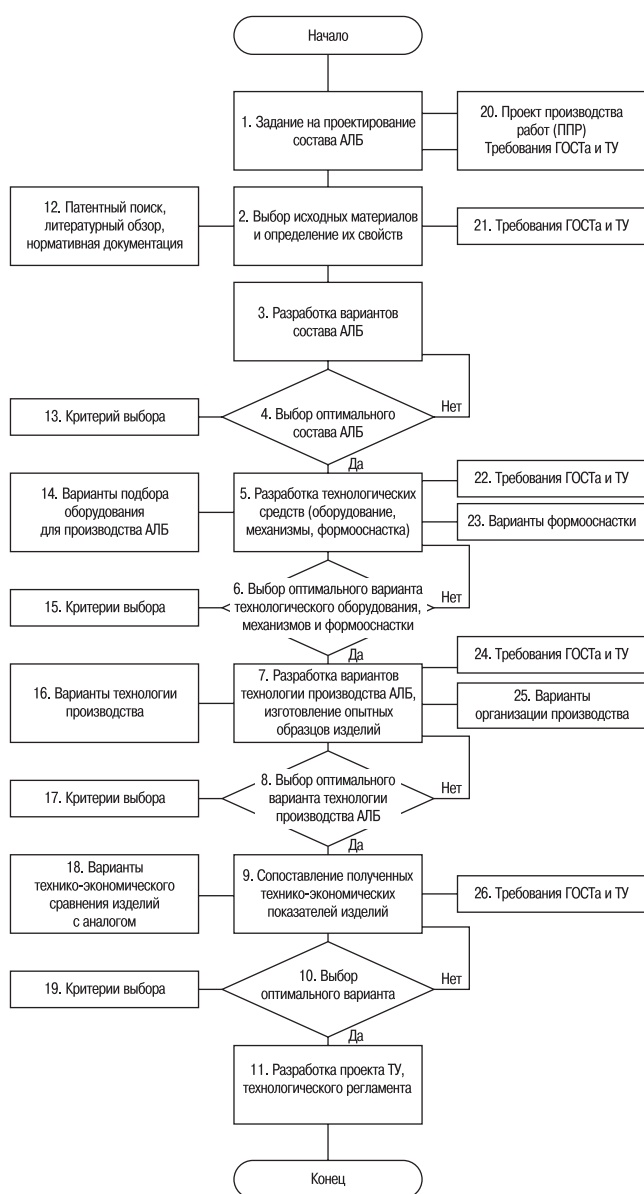 Начало
1. Задание на проектирование
состава АЛБ
20. Проект производства
работ (ППР)
Требования ГОСТа и ТУ
12. Патентный поиск,
литературный обзор,
нормативная документация
2. Выбор исходных материалов
и определение их свойств
21. Требования ГОСТа и ТУ
3. Разработка вариантов
состава АЛБ
13. Критерий выбора
4. Выбор оптимального
состава АЛБ
Нет
Да
14. Варианты подбора
оборудования
для производства АЛБ
5. Разработка технологических
средств (оборудование,
механизмы, формооснастка)
22. Требования ГОСТа и ТУ
23. Варианты формооснастки
15. Критерии выбора
6. Выбор оптимального варианта
технологического оборудования,
механизмов и формооснастки
Нет
Да
16. Варианты технологии
производства
7. Разработка вариантов
технологии производства АЛБ,
изготовление опытных
образцов изделий
24. Требования ГОСТа и ТУ
25. Варианты
организации производства
17. Критерии выбора
8. Выбор оптимального
варианта технологии
производства АЛБ
Нет
Да
18. Варианты
технико-экономического
сравнения изделий
с аналогом
9. Сопоставление полученных
технико-экономических
показателей изделий
26. Требования ГОСТа и ТУ
19. Критерии выбора
10. Выбор
оптимального варианта
Нет
Да
11. Разработка проекта ТУ,
технологического регламента
Конец